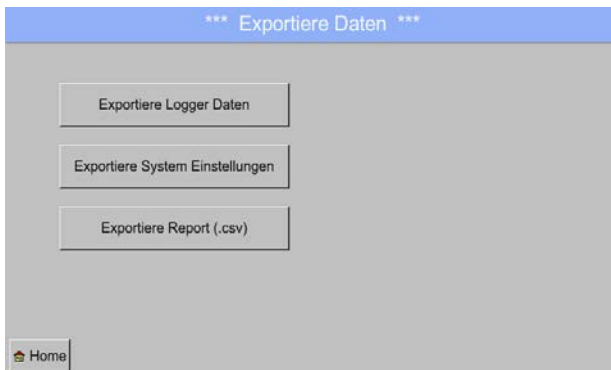 *** Exportiere Daten ***
Exportiere Logger Daten
Exportiere System Einstellungen
Exportiere Report (.csv)
Home